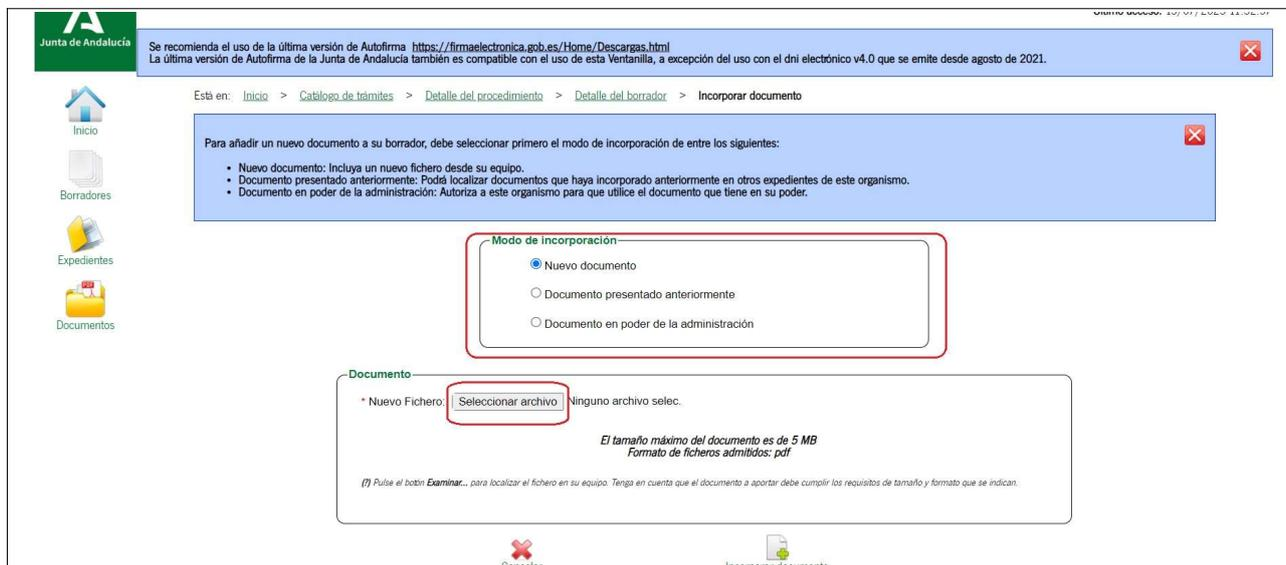 Junta de Andalucía
Se recomienda el uso de la última versión de Autofirma https://firmaelectronica.gob.es/Home/Descargas.html
La última versión de Autofirma de la Junta de Andalucía también es compatible con el uso de esta Ventanilla, a excepción del uso con el dni electrónico v4.0 que se emite desde agosto de 2021.
Está en: Inicio > Catálogo de trámites > Detalle del procedimiento > Detalle del borrador > Incorporar documento
Inicio
Borradores
Expedientes
PDF
Documentos
Para añadir un nuevo documento a su borrador, debe seleccionar primero el modo de incorporación de entre los siguientes:
• Nuevo documento: Incluya un nuevo fichero desde su equipo.
• Documento presentado anteriormente: Podrá localizar documentos que haya incorporado anteriormente en otros expedientes de este organismo.
• Documento en poder de la administración: Autoriza a este organismo para que utilice el documento que tiene en su poder.
Modo de incorporación
Nuevo documento
Documento presentado anteriormente
Documento en poder de la administración
Documento
* Nuevo Fichero: Seleccionar archivo Ninguno archivo selec.
El tamaño máximo del documento es de 5 MB
Formato de ficheros admitidos: pdf
(?) Pulse el botón Examinar... para localizar el fichero en su equipo. Tenga en cuenta que el documento a aportar debe cumplir los requisitos de tamaño y formato que se indican.